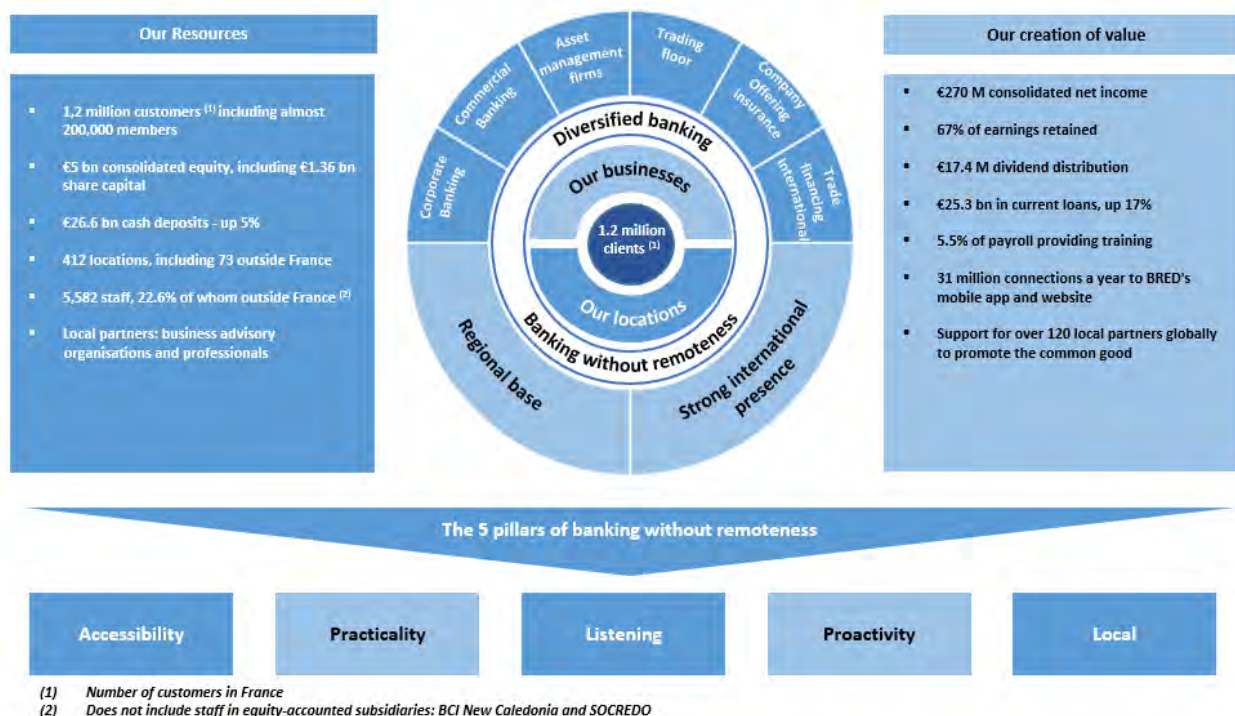 Our Resources
1,2 million customers (1) including almost
200,000 members
€5 bn consolidated equity, including €1.36 bn
share capital
€26.6 bn cash deposits - up 5%
412 locations, including 73 outside France
5,582 staff, 22.6% of whom outside France (2)
Local partners: business advisory
organisations and professionals
Corporate
Banking
Commercial
Banking
Asset
management
firms
Trading
floor
Company
Offering
insurance
Trade
financing
International
Diversified banking
Our businesses
1.2 million
clients (1)
Our locations
Banking without remoteness
Regional base
Strong international
presence
Our creation of value
€270 M consolidated net income
67% of earnings retained
€17.4 M dividend distribution
€25.3 bn in current loans, up 17%
5.5% of payroll providing training
31 million connections a year to BRED's
mobile app and website
Support for over 120 local partners globally
to promote the common good
The 5 pillars of banking without remoteness
Accessibility
Practicality
Listening
Proactivity
Local
(1) Number of customers in France
(2) Does not include staff in equity-accounted subsidiaries: BCI New Caledonia and SOCREDO